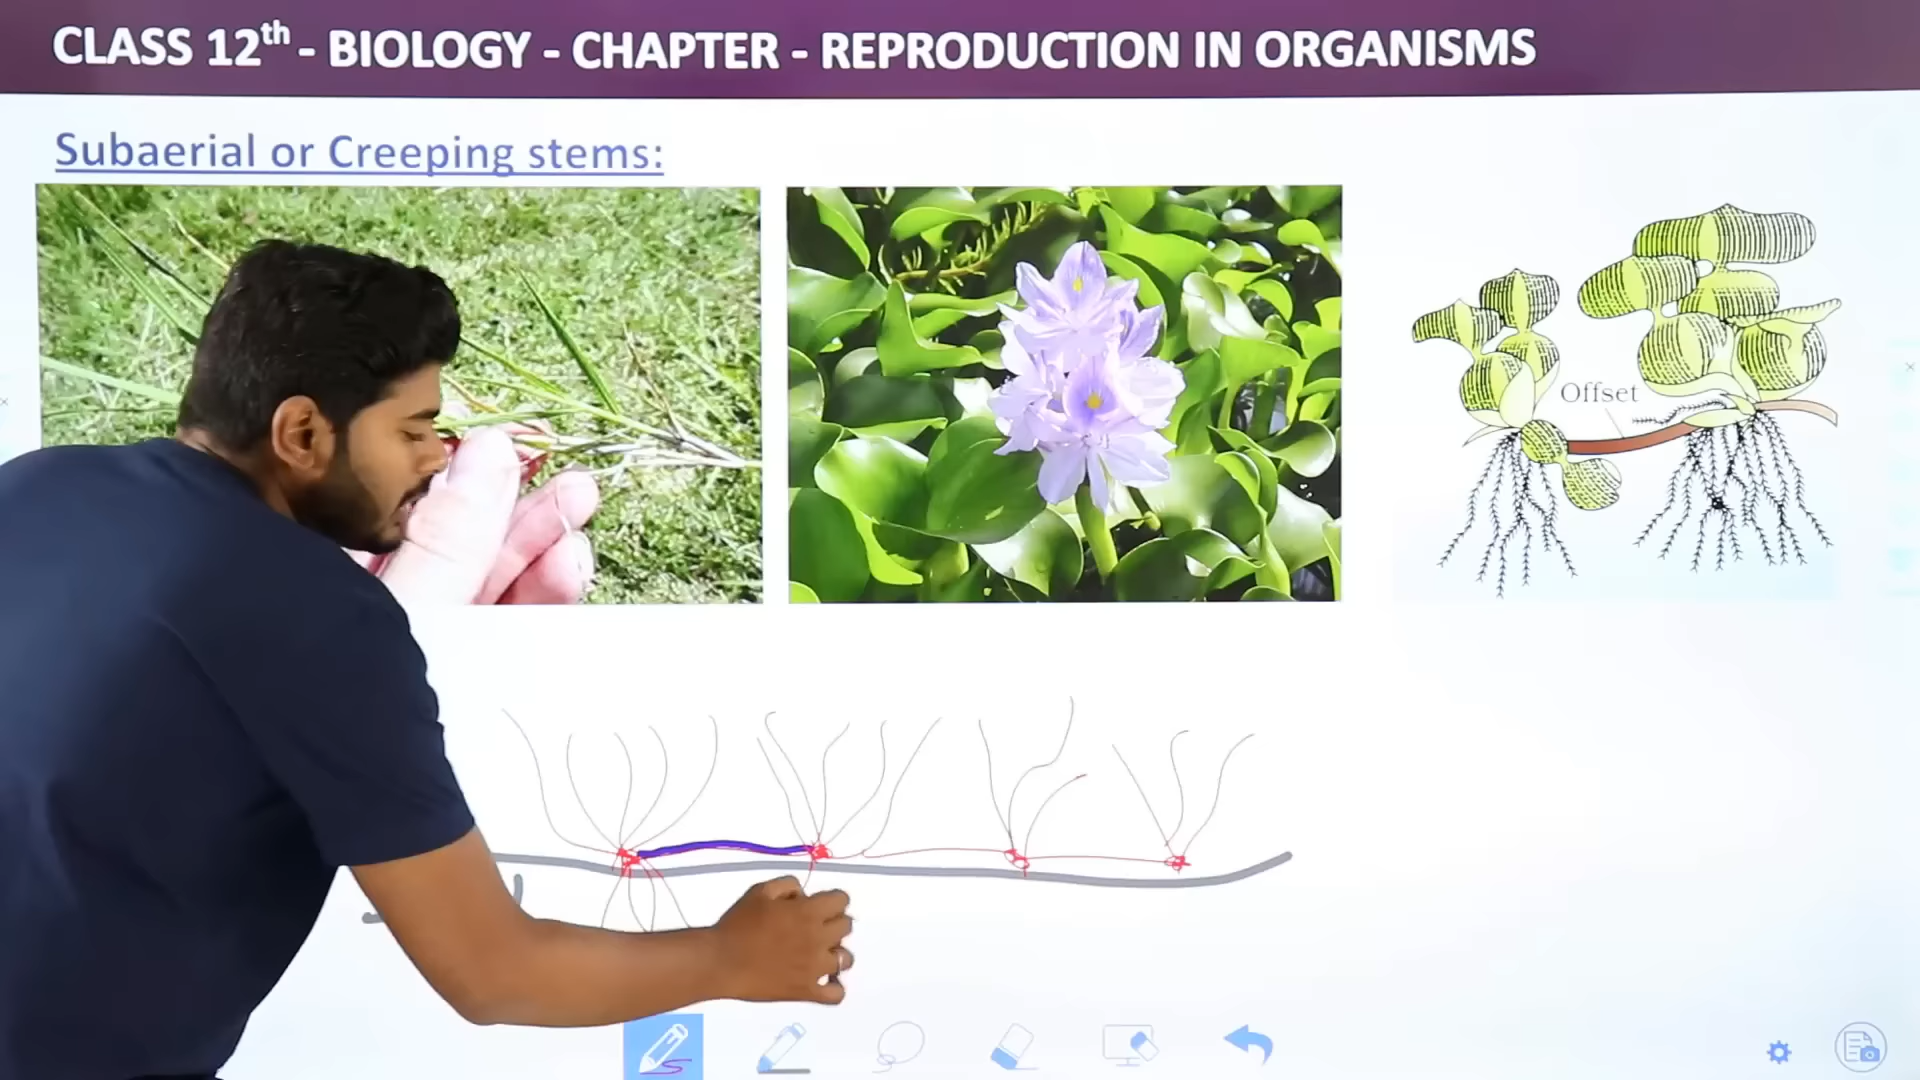 CLASS 12th - BIOLOGY - CHAPTER - REPRODUCTION IN ORGANISMS
Subaerial or Creeping stems:
Offset